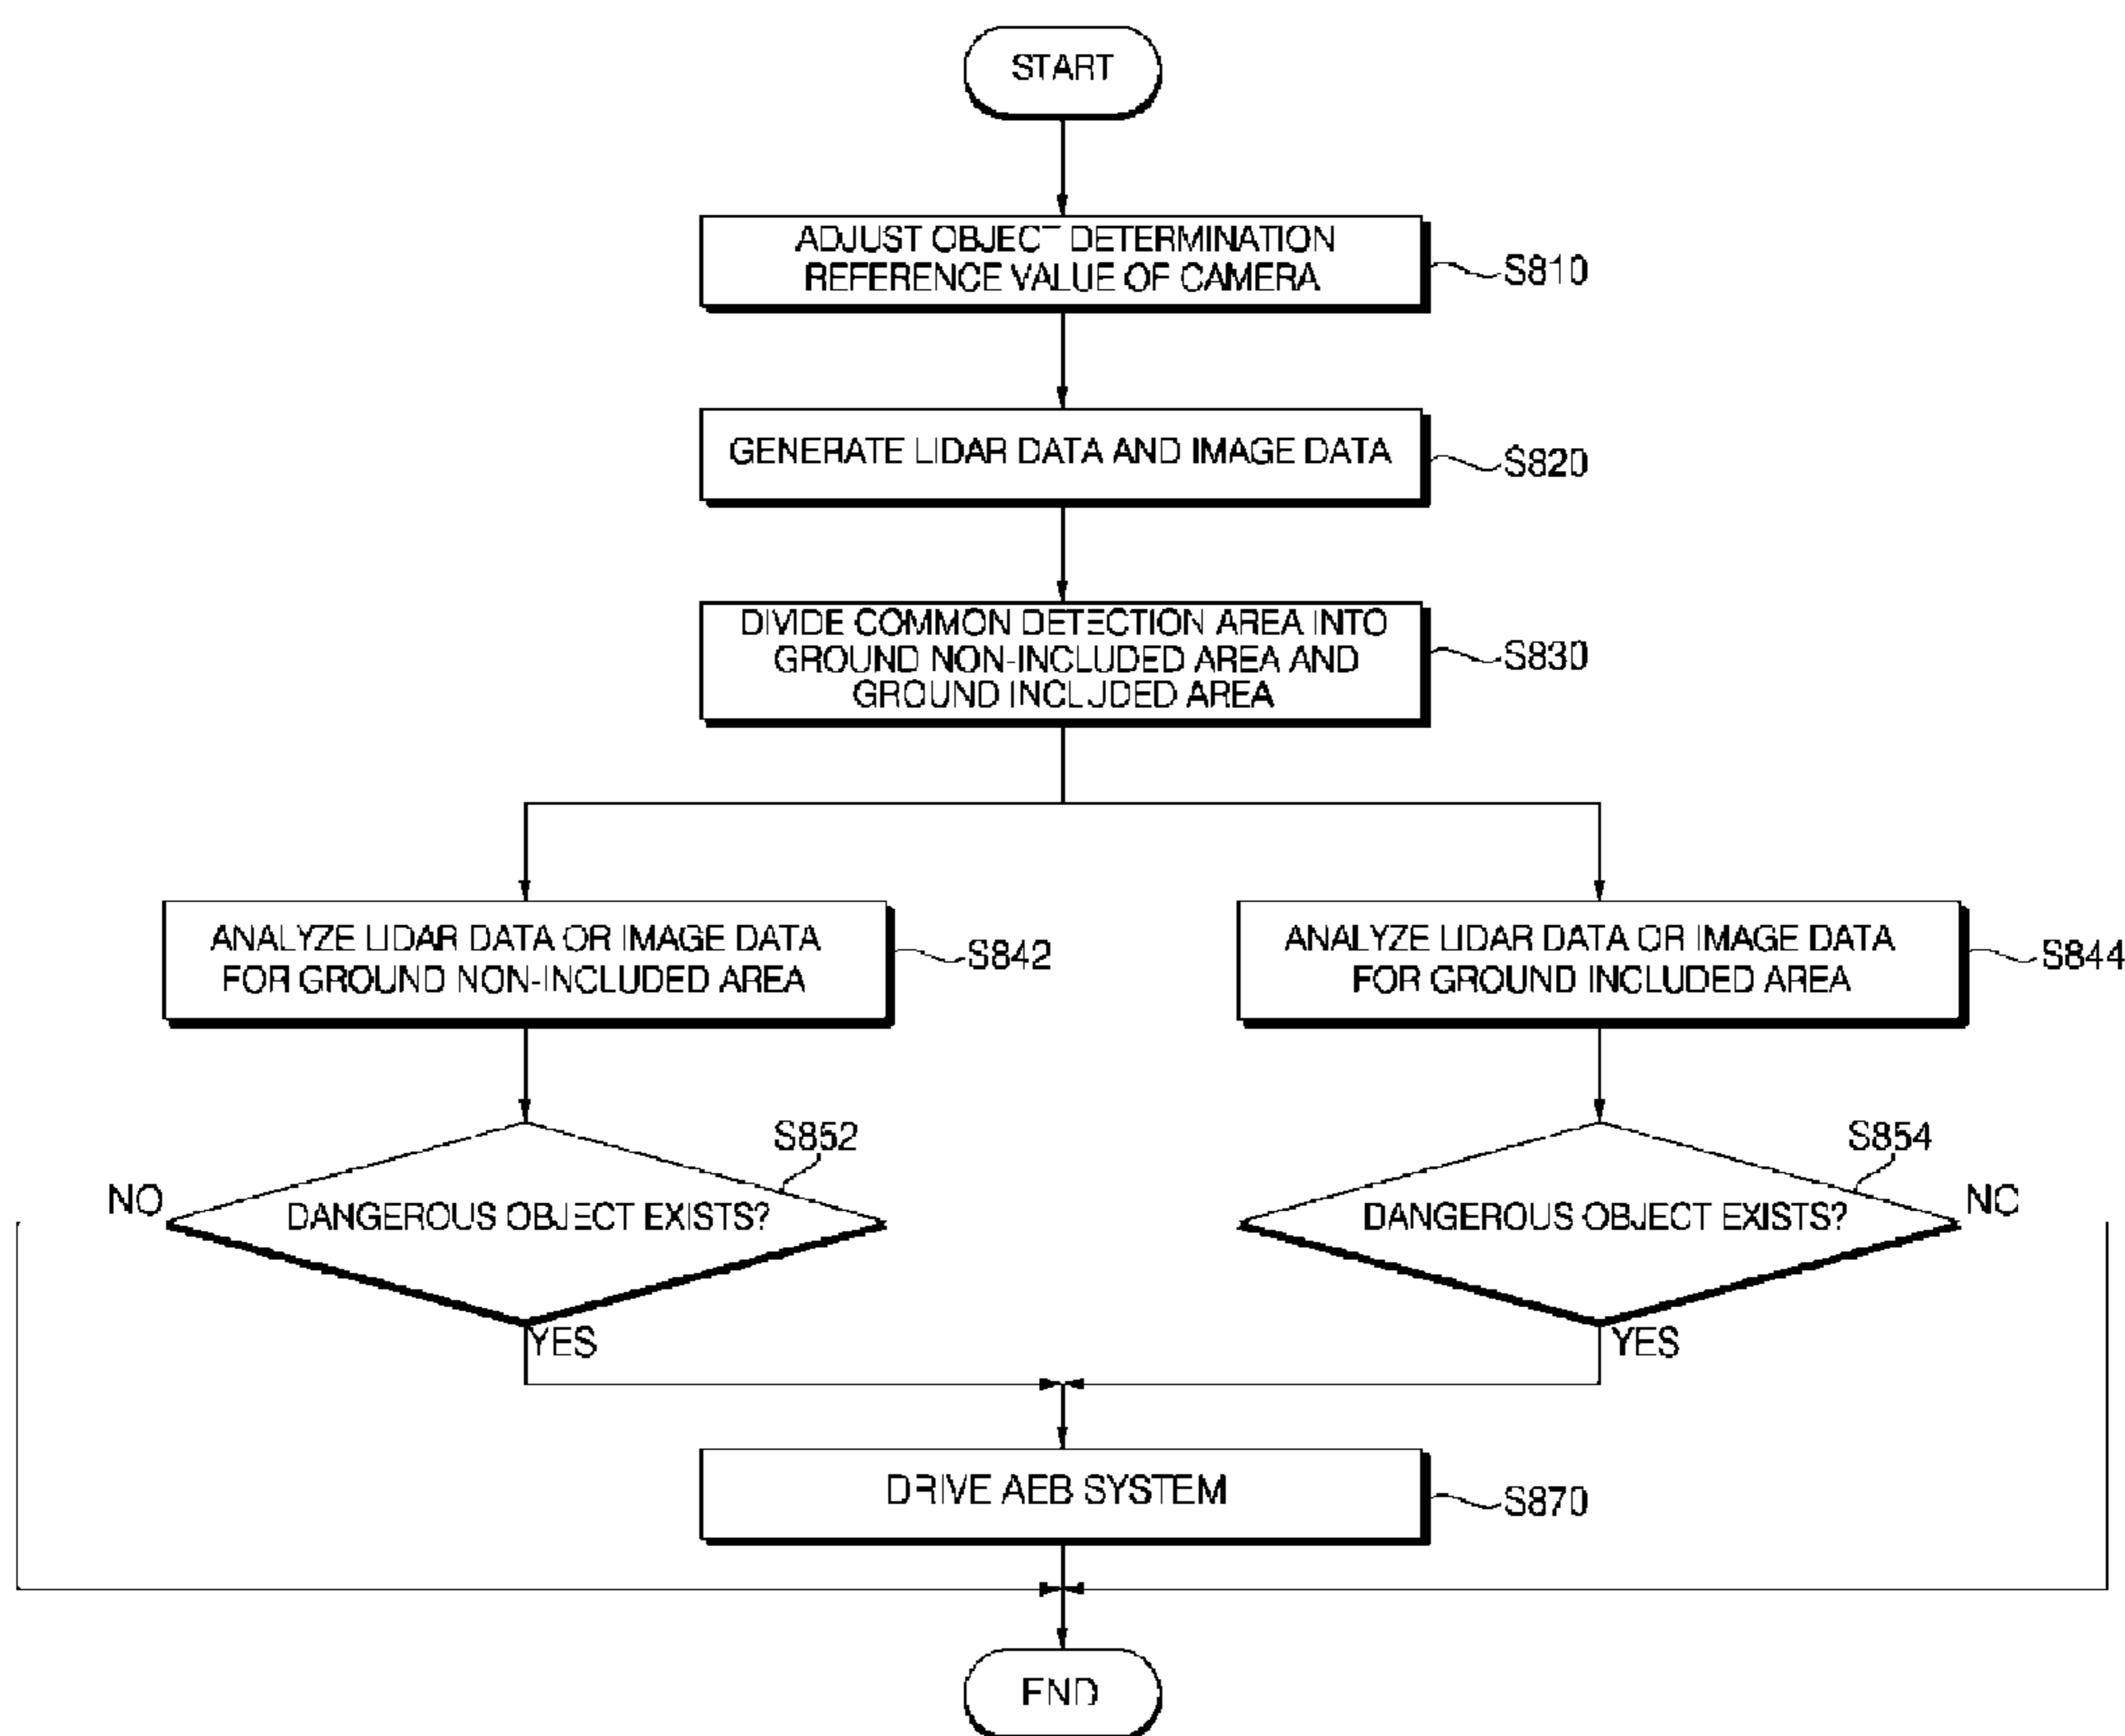 START
ADJUST OBJECT DETERMINATION
REFERENCE VALUE OF CAMERA
S810
GENERATE LIDAR DATA AND IMAGE DATA
S820
DIVIDE COMMON DETECTION AREA INTO
GROUND NON-INCLUDED AREA AND
GROUND INCLUDED AREA
S830
ANALYZE LIDAR DATA OR IMAGE DATA
FOR GROUND NON-INCLUDED AREA
S842
ANALYZE LIDAR DATA OR IMAGE DATA
FOR GROUND INCLUDED AREA
S844
S852
NO
DANGEROUS OBJECT EXISTS?
YES
S854
DANGEROUS OBJECT EXISTS?
NO
YES
DRIVE AEB SYSTEM
S870
END